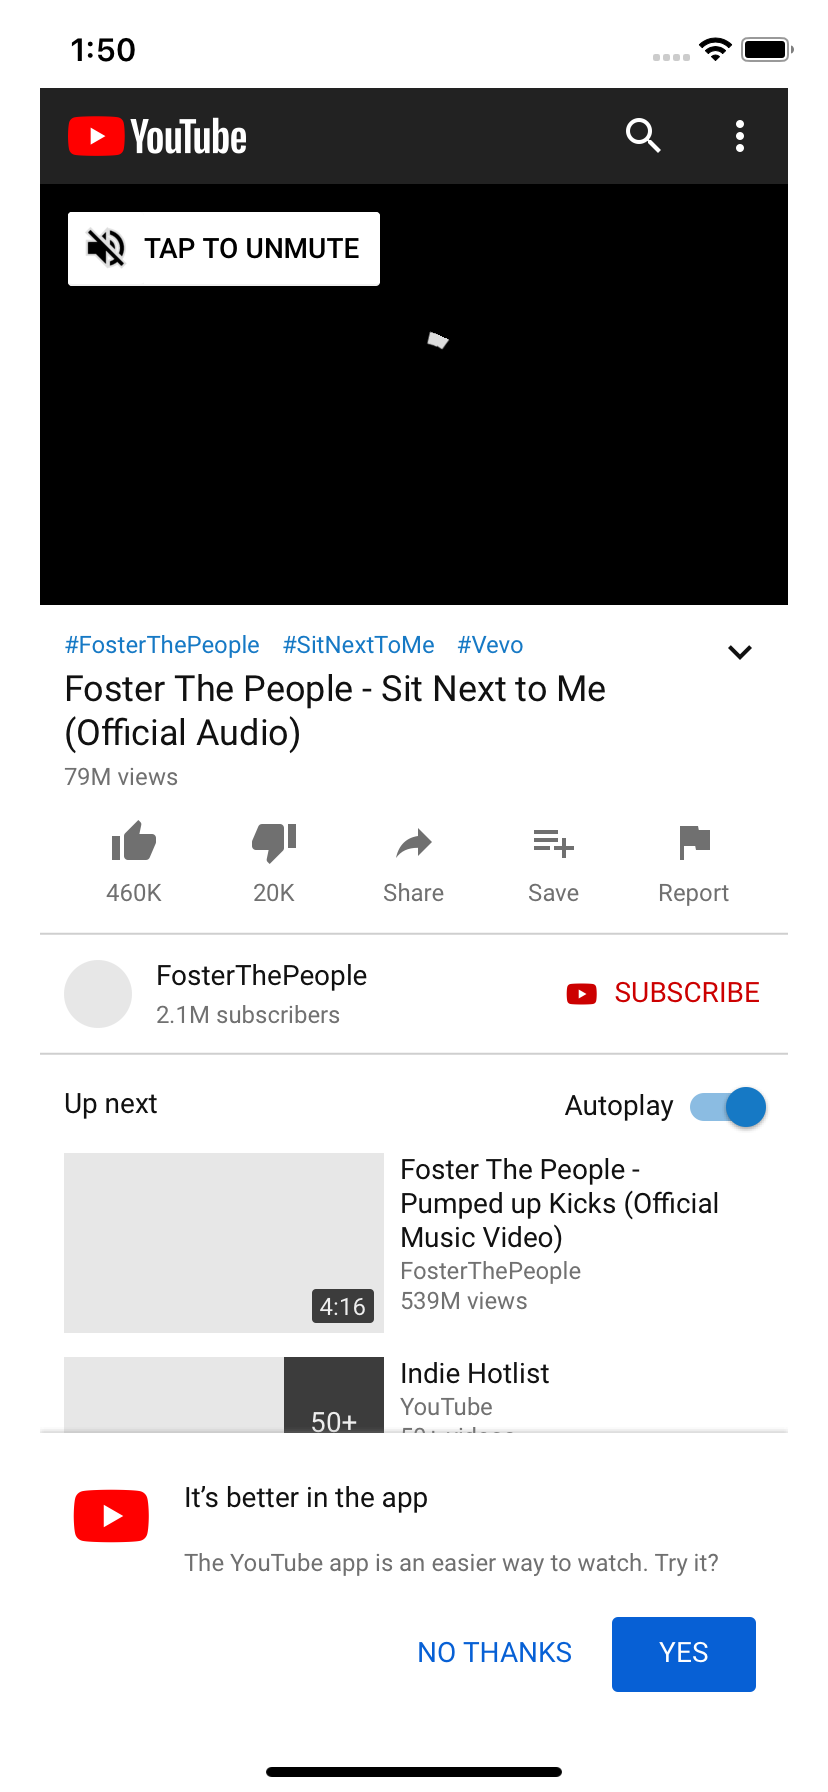 1:50
YouTube
TAP TO UNMUTE
#FosterThePeople #SitNextToMe #Vevo
Foster The People - Sit Next to Me
(Official Audio)
79M views
460K 20K Share Save Report
FosterThePeople
2.1M subscribers
SUBSCRIBE
Up next
Autoplay
4:16
Foster The People -
Pumped up Kicks (Official
Music Video)
FosterThePeople
539M views
50+
Indie Hotlist
YouTube
50+ videos
It's better in the app
The YouTube app is an easier way to watch. Try it?
NO THANKS
YES